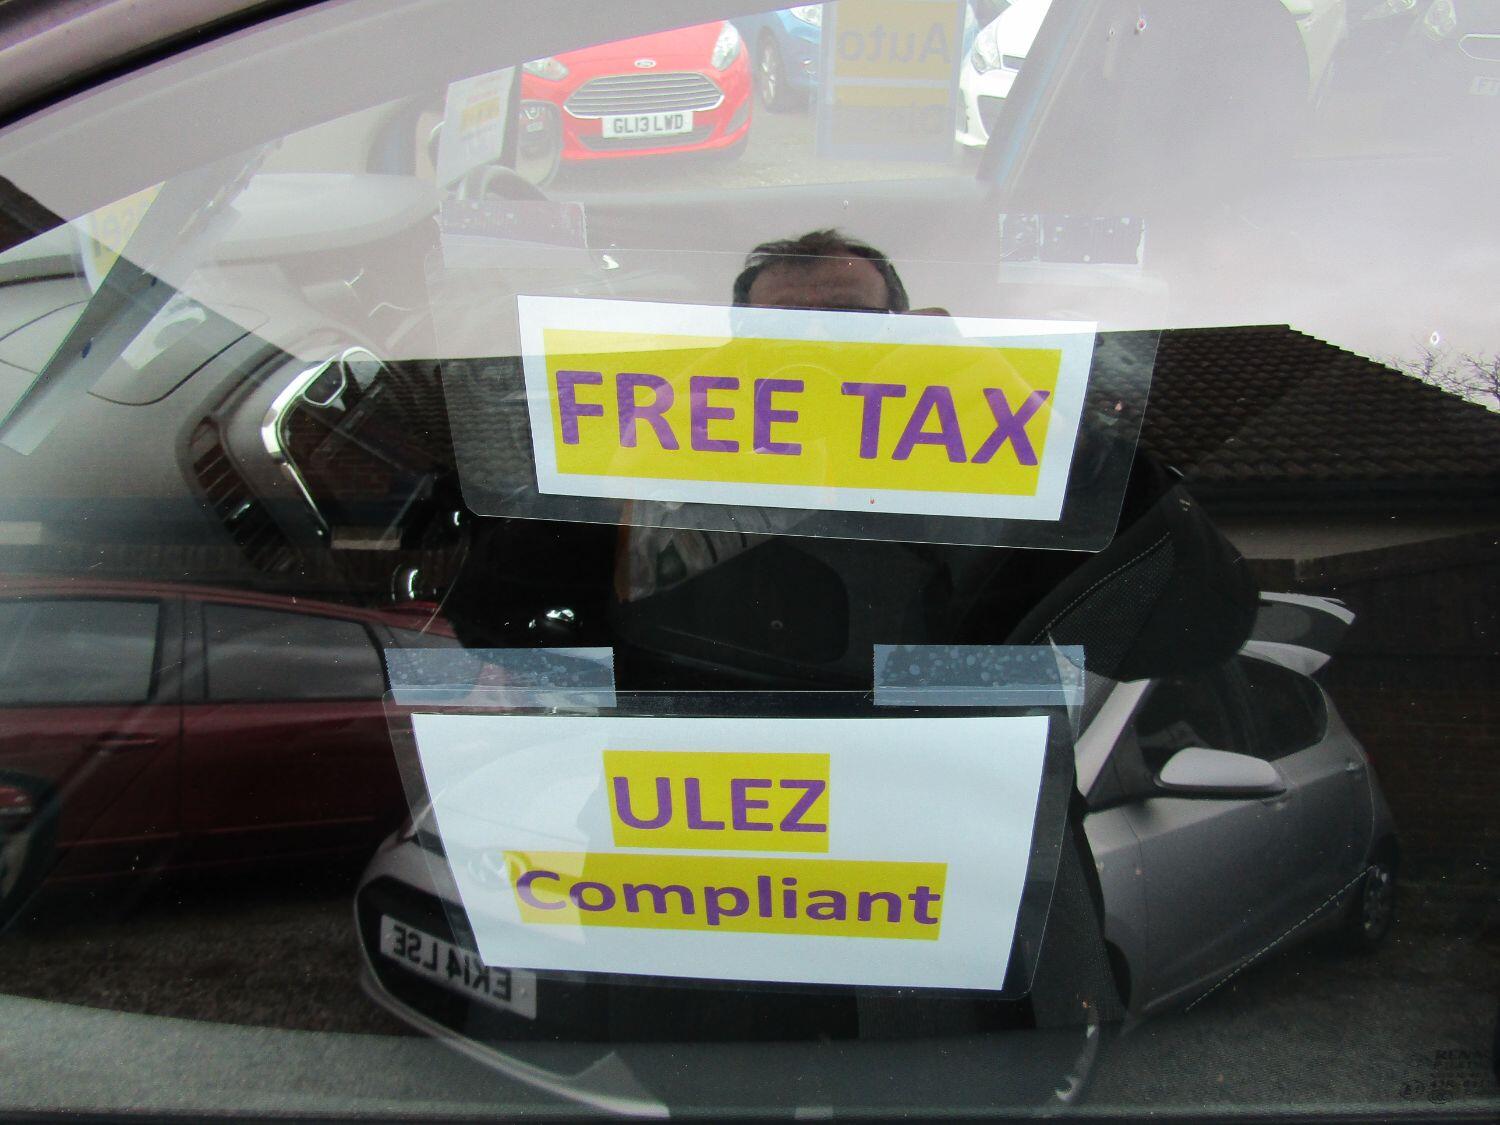 Auto
GL13 LWD
FREE TAX
ULEZ
Compliant
EK14 LSE